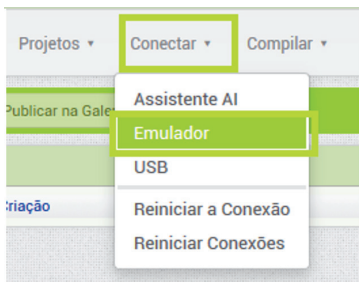 Projetos Conectar Compilar
Publicar na Gale
Assistente AI
Emulador
USB
riação
Reiniciar a Conexão
Reiniciar Conexões